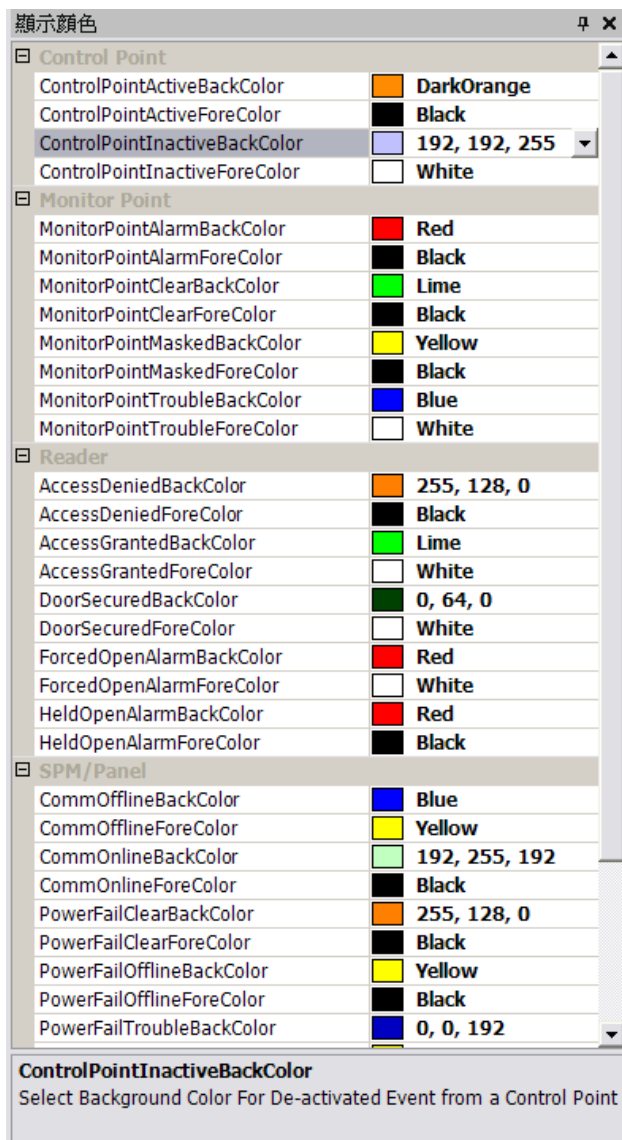 顯示顏色
Control Point
ControlPointActiveBackColor DarkOrange
ControlPointActiveForeColor Black
ControlPointInactiveBackColor 192, 192, 255
ControlPointInactiveForeColor White
Monitor Point
MonitorPointAlarmBackColor Red
MonitorPointAlarmForeColor Black
MonitorPointClearBackColor Lime
MonitorPointClearForeColor Black
MonitorPointMaskedBackColor Yellow
MonitorPointMaskedForeColor Black
MonitorPointTroubleBackColor Blue
MonitorPointTroubleForeColor White
Reader
AccessDeniedBackColor 255, 128, 0
AccessDeniedForeColor Black
AccessGrantedBackColor Lime
AccessGrantedForeColor White
DoorSecuredBackColor 0, 64, 0
DoorSecuredForeColor White
ForcedOpenAlarmBackColor Red
ForcedOpenAlarmForeColor White
HeldOpenAlarmBackColor Red
HeldOpenAlarmForeColor Black
SPM/Panel
CommOfflineBackColor Blue
CommOfflineForeColor Yellow
CommOnlineBackColor 192, 255, 192
CommOnlineForeColor Black
PowerFailClearBackColor 255, 128, 0
PowerFailClearForeColor Black
PowerFailOfflineBackColor Yellow
PowerFailOfflineForeColor Black
PowerFailTroubleBackColor 0, 0, 192
ControlPointInactiveBackColor
Select Background Color For De-activated Event from a Control Point